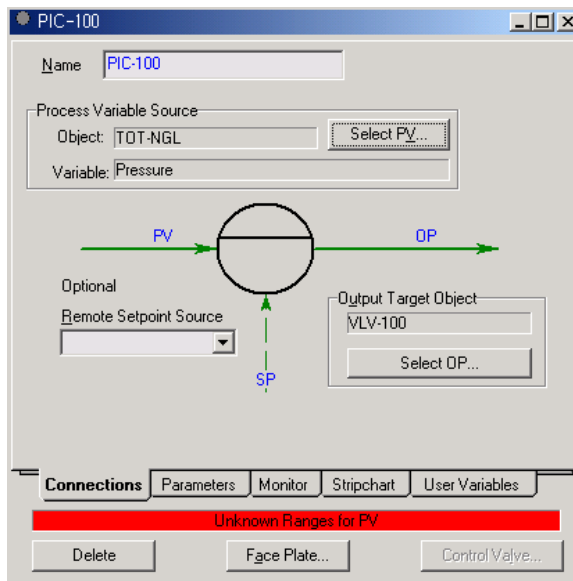 PIC-100
Name PIC-100
Process Variable Source
Object: TOT-NGL Select PV...
Variable: Pressure
PV OP
Optional
Remote Setpoint Source
Output Target Object
VLV-100
Select OP...
SP
Connections Parameters Monitor Stripchart User Variables
Unknown Ranges for PV
Delete Face Plate... Control Valve...